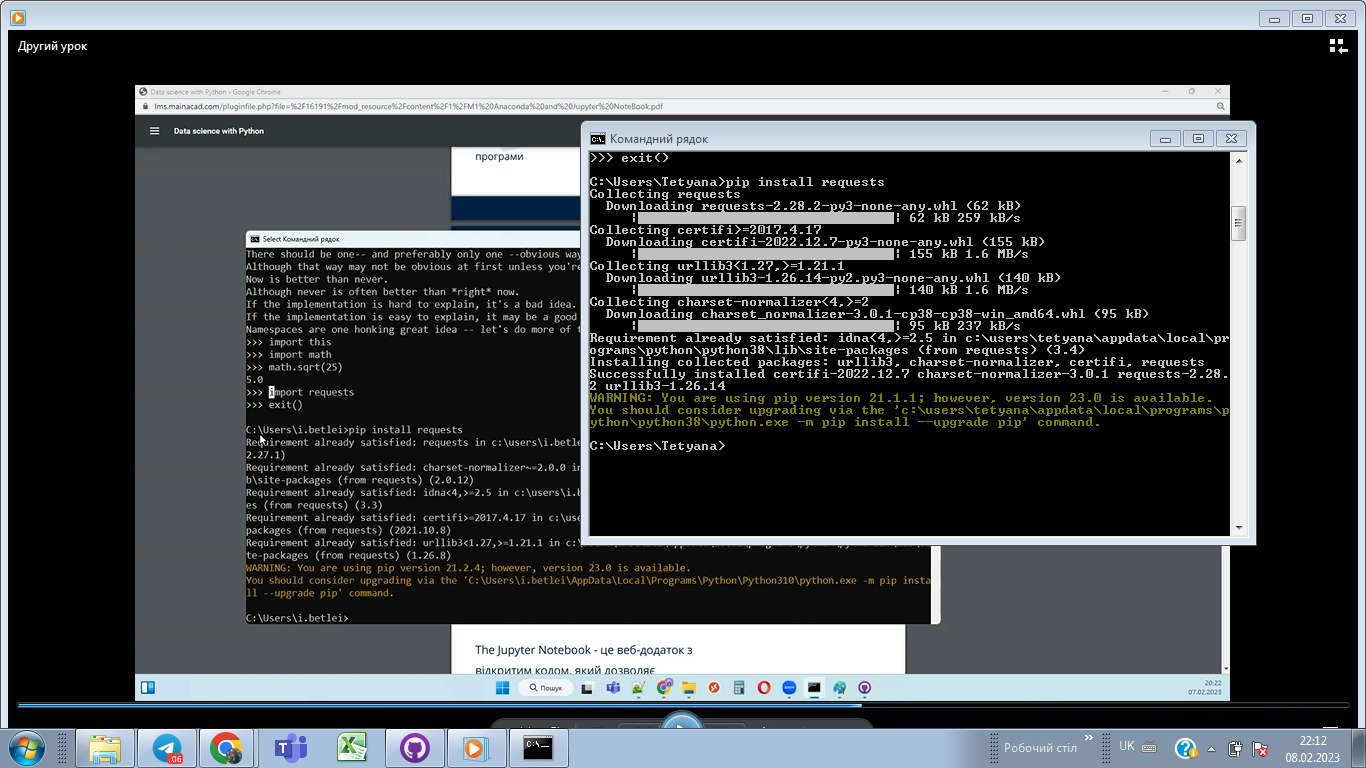 Другий урок
Data science with Python - Google Chrome
lms.mainacad.com/pluginfile.php?file=%2F16191%2Fmod_resource%2Fcontent%2F1%2FM1%20Anaconda%20and%20Jupyter%20NoteBook.pdf
Data science with Python
програми
Select Командний рядок
There should be one-- and preferably only one --obvious way
Although that way may not be obvious at first unless you're
Now is better than never.
Although never is often better than *right* now.
If the implementation is hard to explain, it's a bad idea.
If the implementation is easy to explain, it may be a good
Namespaces are one honking great idea -- let's do more of
>>> import this
>>> import math
>>> math.sqrt(25)
5.0
>>> import requests
>>> exit()
C:\Users\i.betlei>pip install requests
Requirement already satisfied: requests in c:\users\i.betle
2.27.1)
Requirement already satisfied: charset-normalizer~=2.0.0 in
b\site-packages (from requests) (2.0.12)
Requirement already satisfied: idna<4,>=2.5 in c:\users\i.b
es (from requests) (3.3)
Requirement already satisfied: certifi>=2017.4.17 in c:\use
packages (from requests) (2021.10.8)
Requirement already satisfied: urllib3<1.27,>=1.21.1 in c:\
te-packages (from requests) (1.26.8)
WARNING: You are using pip version 21.2.4; however, version 23.0 is available.
You should consider upgrading via the 'C:\Users\i.betlei\AppData\Local\Programs\Python\Python310\python.exe -m pip insta
ll --upgrade pip' command.
C:\Users\i.betlei>
Командний рядок
>>> exit()
C:\Users\Tetyana>pip install requests
Collecting requests
Downloading requests-2.28.2-py3-none-any.whl (62 kB)
62 kB 259 kB/s
Collecting certifi>=2017.4.17
Downloading certifi-2022.12.7-py3-none-any.whl (155 kB)
155 kB 1.6 MB/s
Collecting urllib3<1.27,>=1.21.1
Downloading urllib3-1.26.14-py2.py3-none-any.whl (140 kB)
140 kB 1.6 MB/s
Collecting charset-normalizer<4,>=2
Downloading charset_normalizer-3.0.1-cp38-cp38-win_amd64.whl (95 kB)
95 kB 237 kB/s
Requirement already satisfied: idna<4,>=2.5 in c:\users\tetyana\appdata\local\pr
ograms\python\python38\lib\site-packages (from requests) (3.4)
Installing collected packages: urllib3, charset-normalizer, certifi, requests
Successfully installed certifi-2022.12.7 charset-normalizer-3.0.1 requests-2.28.
2 urllib3-1.26.14
WARNING: You are using pip version 21.1.1; however, version 23.0 is available.
You should consider upgrading via the 'c:\users\tetyana\appdata\local\programs\p
ython\python38\python.exe -m pip install --upgrade pip' command.
C:\Users\Tetyana>
The Jupyter Notebook - це веб-додаток з
відкритим кодом, який дозволяє
Пошук
20:22
07.02.2023
.06
Робочий стіл
UK
22:12
08.02.2023